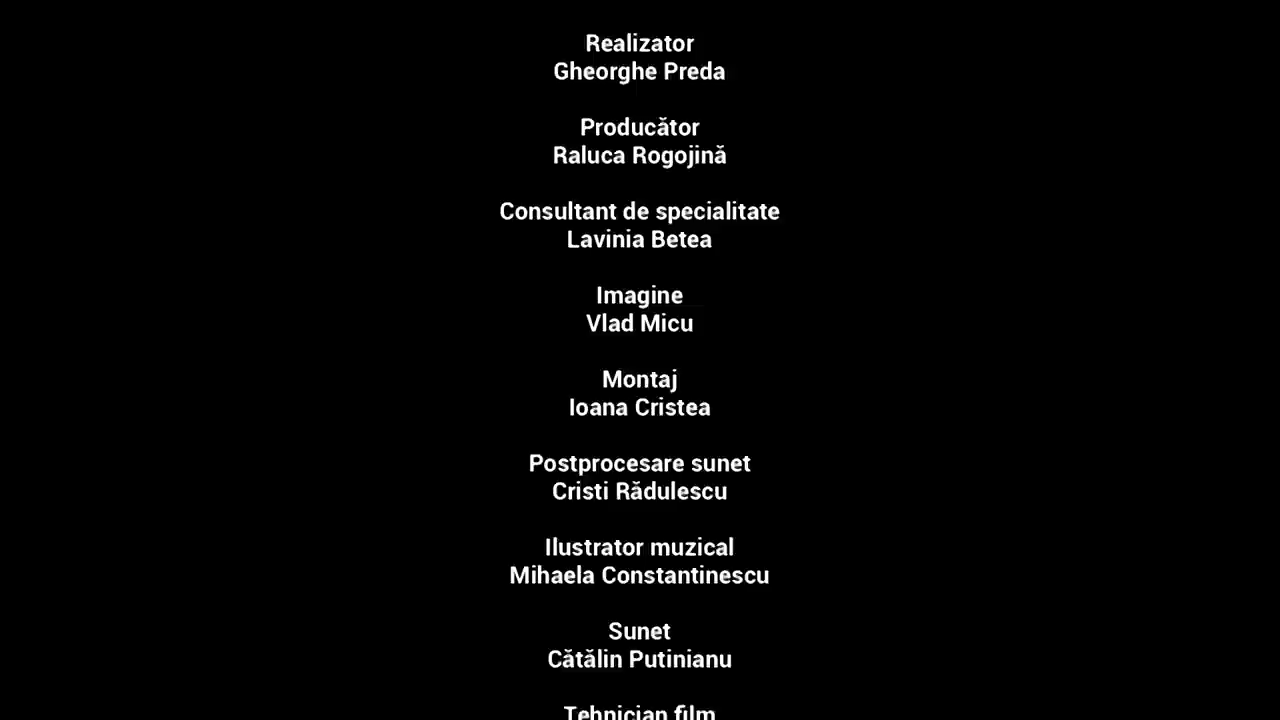 Realizator
Gheorghe Preda
Producător
Raluca Rogojină
Consultant de specialitate
Lavinia Betea
Imagine
Vlad Micu
Montaj
Ioana Cristea
Postprocesare sunet
Cristi Rădulescu
Ilustrator muzical
Mihaela Constantinescu
Sunet
Cătălin Putinianu
Tehnician film